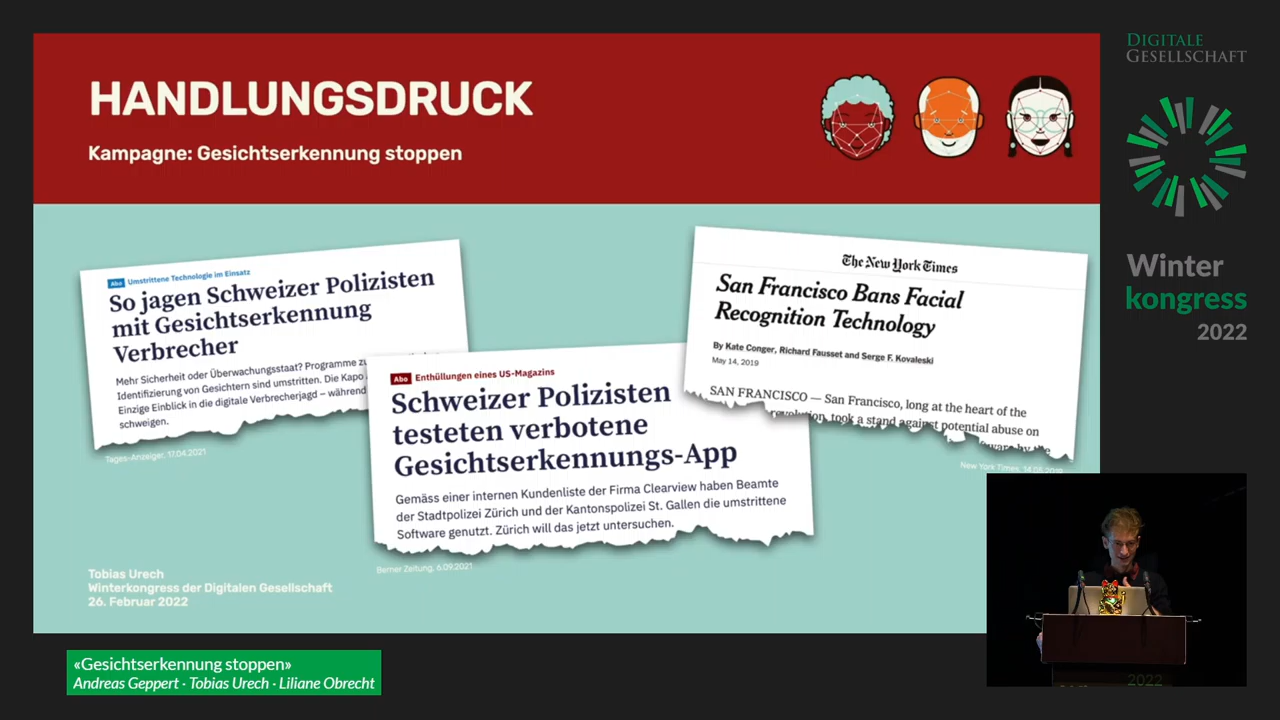 HANDLUNGSDRUCK
Kampagne: Gesichtserkennung stoppen
Abo Umstrittene Technologie im Einsatz
So jagen Schweizer Polizisten
mit Gesichtserkennung
Verbrecher
Mehr Sicherheit oder Überwachungsstaat? Programme
Identifizierung von Gesichtern sind umstritten. Die Kapo
Einzige Einblick in die digitale Verbrecherjagd – während
schweigen.
Tages-Anzeiger, 17.04.2021
Abo Enthüllungen eines US-Magazins
Schweizer Polizisten
testeten verbotene
Gesichtserkennungs-App
Gemäss einer internen Kundenliste der Firma Clearview haben Beamte
der Stadtpolizei Zürich und der Kantonspolizei St. Gallen die umstrittene
Software genutzt. Zürich will das jetzt untersuchen.
Berner Zeitung, 6.09.2021
The New York Times
San Francisco Bans Facial
Recognition Technology
By Kate Conger, Richard Fausset and Serge F. Kovaleski
May 14, 2019
SAN FRANCISCO — San Francisco, long at the heart of the
took a stand against potential abuse on
New York Times, 14.05.2019
Tobias Urech
Winterkongress der Digitalen Gesellschaft
26. Februar 2022
DIGITALE
GESELLSCHAFT
Winter
kongress
2022
2022
«Gesichtserkennung stoppen»
Andreas Geppert · Tobias Urech · Liliane Obrecht